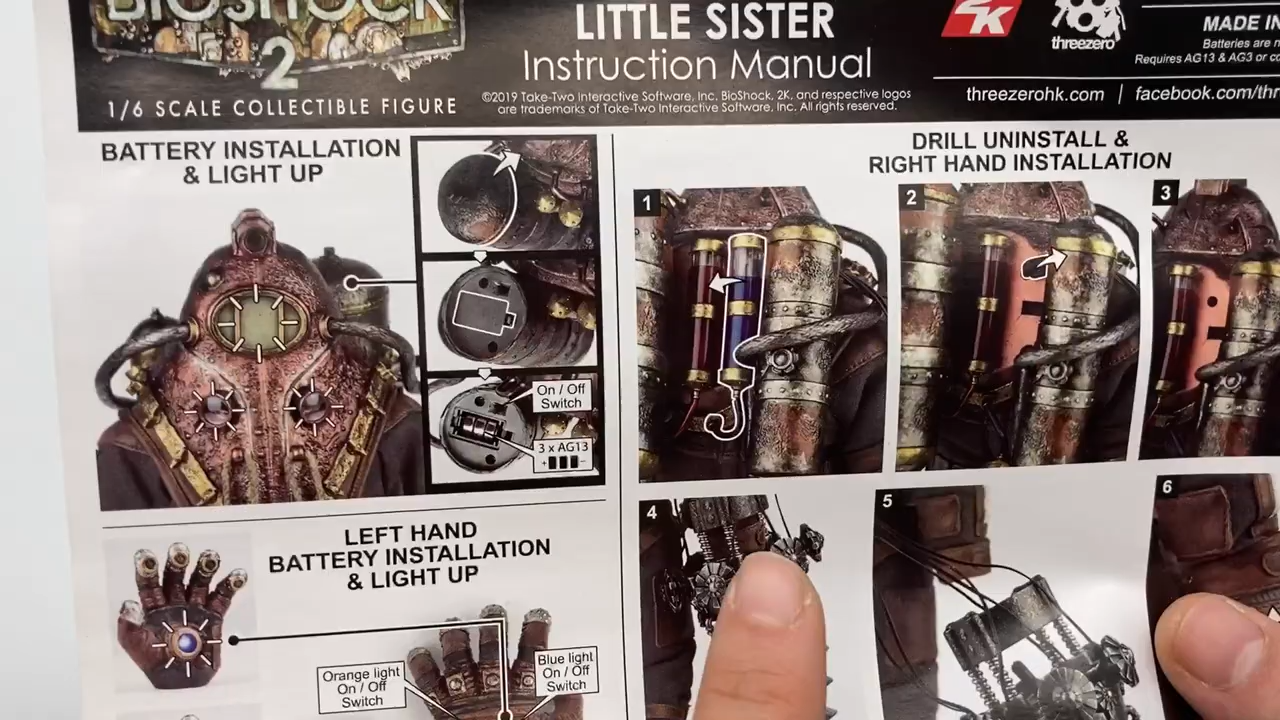 BIOSHOCK
2
1/6 SCALE COLLECTIBLE FIGURE
LITTLE SISTER
Instruction Manual
©2019 Take-Two Interactive Software, Inc. BioShock, 2K, and respective logos
are trademarks of Take-Two Interactive Software, Inc. All rights reserved.
2K
threezero
MADE IN
Batteries are
Requires AG13 & AG3 or
threezerohk.com | facebook.com/thr
BATTERY INSTALLATION
& LIGHT UP
On / Off
Switch
3 x AG13
+ -
LEFT HAND
BATTERY INSTALLATION
& LIGHT UP
Orange light
On / Off
Switch
Blue light
On / Off
Switch
DRILL UNINSTALL &
RIGHT HAND INSTALLATION
1
2
3
4
5
6